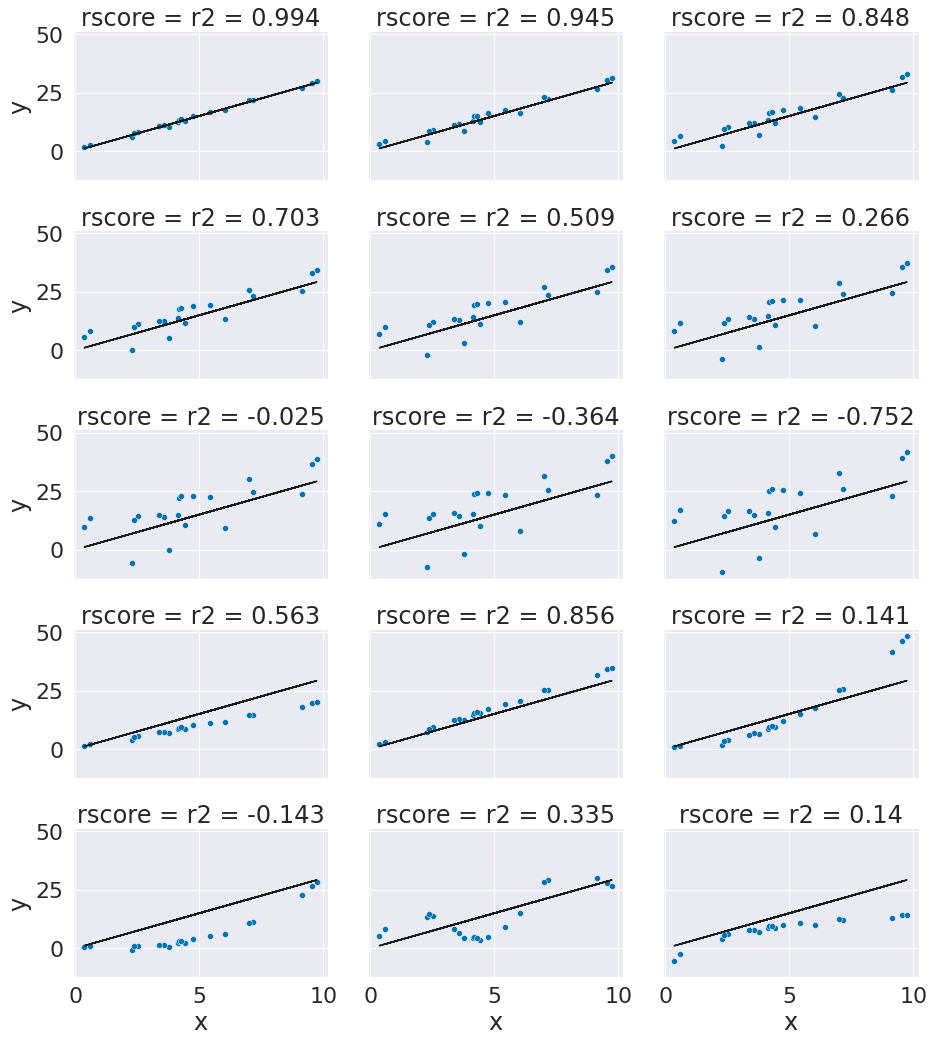 rscore = r2 = 0.994 rscore = r2 = 0.945 rscore = r2 = 0.848
50
25
0
y
rscore = r2 = 0.703 rscore = r2 = 0.509 rscore = r2 = 0.266
50
25
0
y
rscore = r2 = -0.025 rscore = r2 = -0.364 rscore = r2 = -0.752
50
25
0
y
rscore = r2 = 0.563 rscore = r2 = 0.856 rscore = r2 = 0.141
50
25
0
y
rscore = r2 = -0.143 rscore = r2 = 0.335 rscore = r2 = 0.14
50
25
0
y
0 5 10 0 5 10 0 5 10
x x x